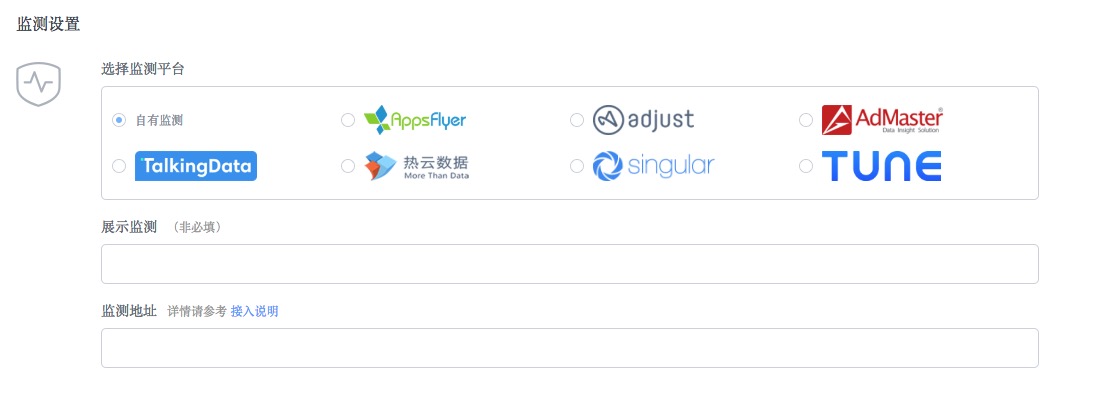 监测设置
选择监测平台
自有监测
AppsFlyer
adjust
AdMaster®
Data Insight Solution
TalkingData
热云数据
More Than Data
singular
TUNE
展示监测 （非必填）
监测地址 详情请参考 接入说明